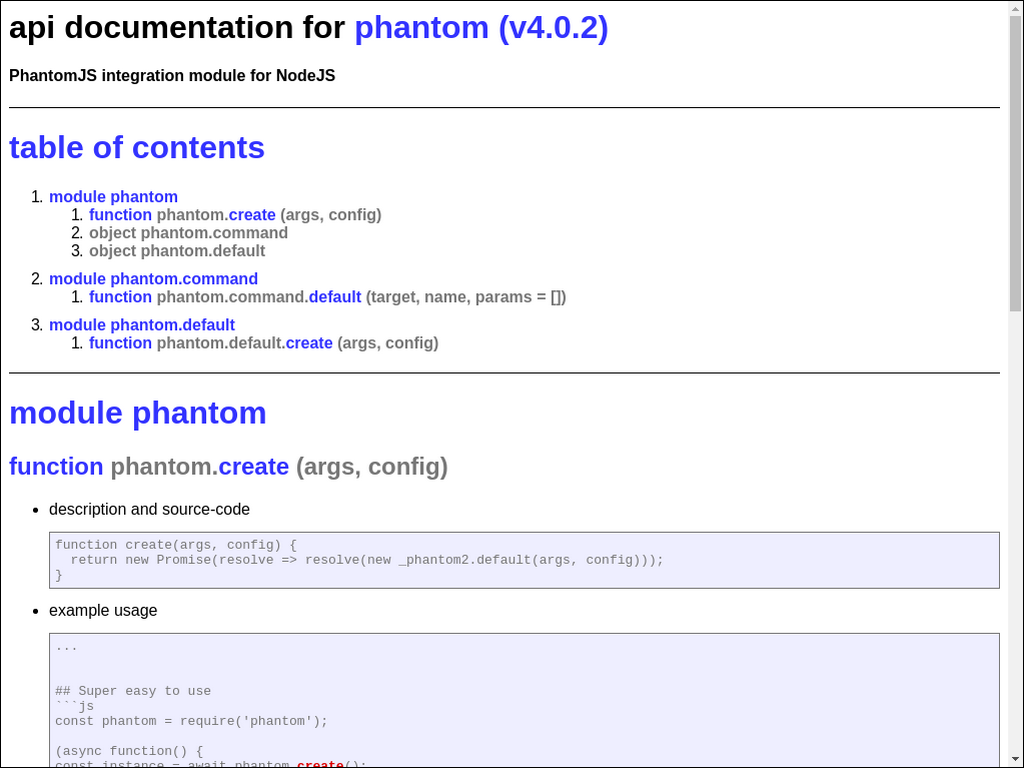 api documentation for phantom (v4.0.2)
PhantomJS integration module for NodeJS
table of contents
1. module phantom
1. function phantom.create (args, config)
2. object phantom.command
3. object phantom.default
2. module phantom.command
1. function phantom.command.default (target, name, params = [])
3. module phantom.default
1. function phantom.default.create (args, config)
module phantom
function phantom.create (args, config)
• description and source-code
function create(args, config) {
  return new Promise(resolve => resolve(new _phantom2.default(args, config)));
}
• example usage
...
## Super easy to use
```js
const phantom = require('phantom');
(async function() {
const instance = await phantom.create();